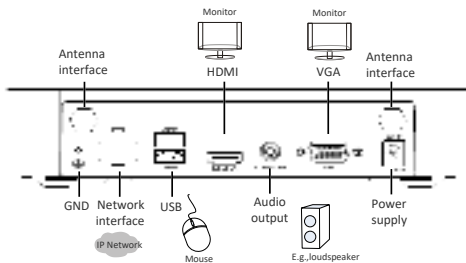 Monitor
Monitor
Antenna
interface
HDMI
VGA
Antenna
interface
GND
Network
interface
USB
Audio
output
Power
supply
IP Network
Mouse
E.g.,loudspeaker